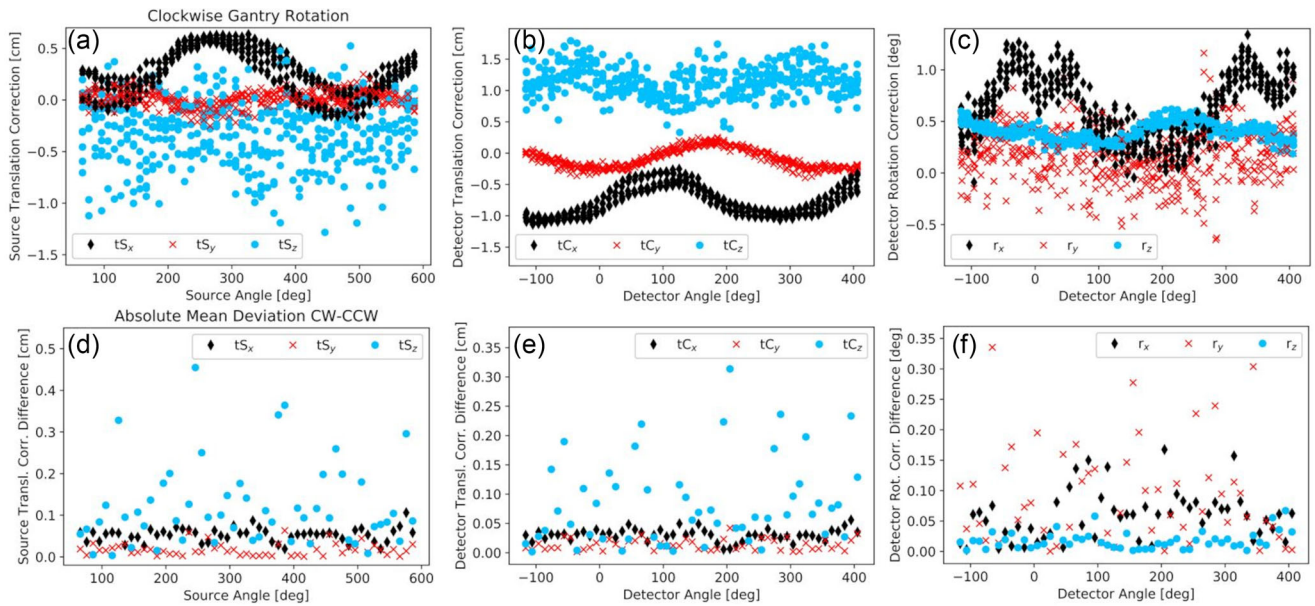 Clockwise Gantry Rotation
(a)
Source Translation Correction [cm]
0.5
0.0
−0.5
−1.0
−1.5
tSx tSy tSz
100 200 300 400 500 600
Source Angle [deg]
(b)
Detector Translation Correction [cm]
1.5
1.0
0.5
0.0
−0.5
−1.0
−1.5
tCx tCy tCz
−100 0 100 200 300 400
Detector Angle [deg]
(c)
Detector Rotation Correction [deg]
1.0
0.5
0.0
−0.5
rx ry rz
−100 0 100 200 300 400
Detector Angle [deg]
Absolute Mean Deviation CW-CCW
(d)
Source Transl. Corr. Difference [cm]
tSx tSy tSz
0.5
0.4
0.3
0.2
0.1
0.0
100 200 300 400 500 600
Source Angle [deg]
(e)
Detector Transl. Corr. Difference [cm]
tCx tCy tCz
0.35
0.30
0.25
0.20
0.15
0.10
0.05
0.00
−100 0 100 200 300 400
Detector Angle [deg]
(f)
Detector Rot. Corr. Difference [deg]
rx ry rz
0.35
0.30
0.25
0.20
0.15
0.10
0.05
0.00
−100 0 100 200 300 400
Detector Angle [deg]